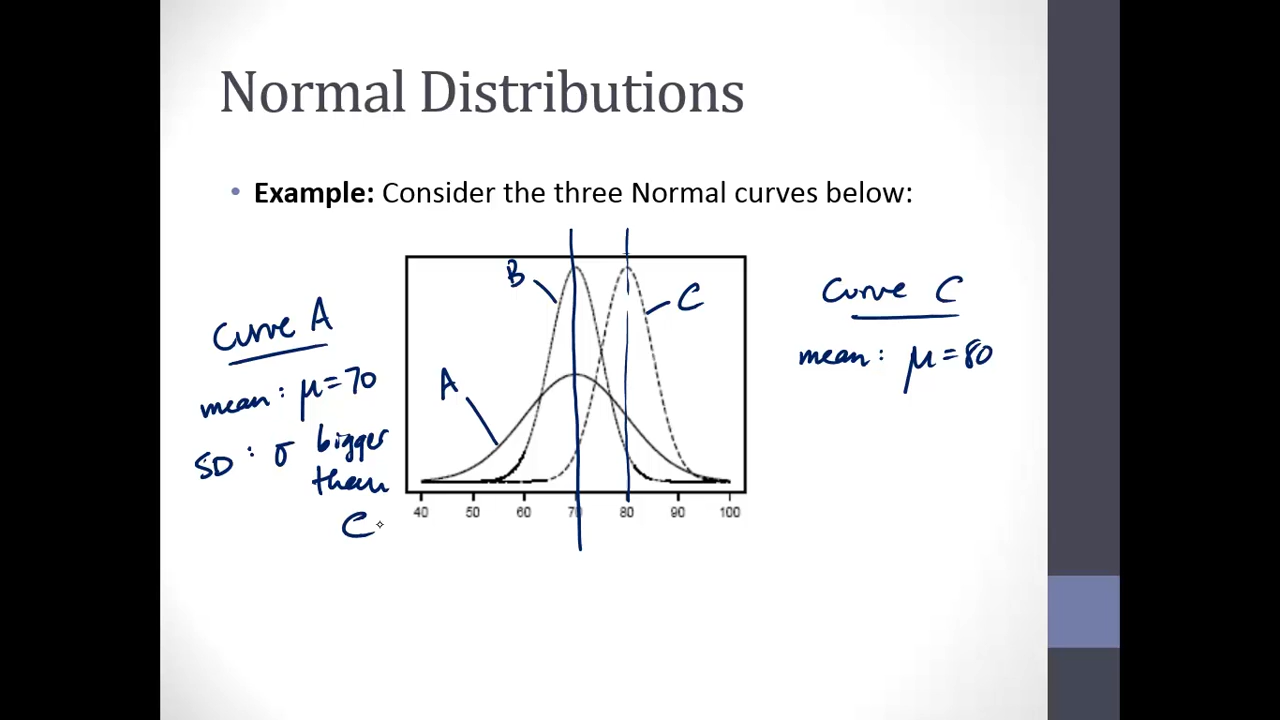 Normal Distributions
• Example: Consider the three Normal curves below:
B
C
A
40 50 60 70 80 90 100
Curve A
mean: μ=70
SD: σ bigger
than
C
Curve C
mean: μ=80